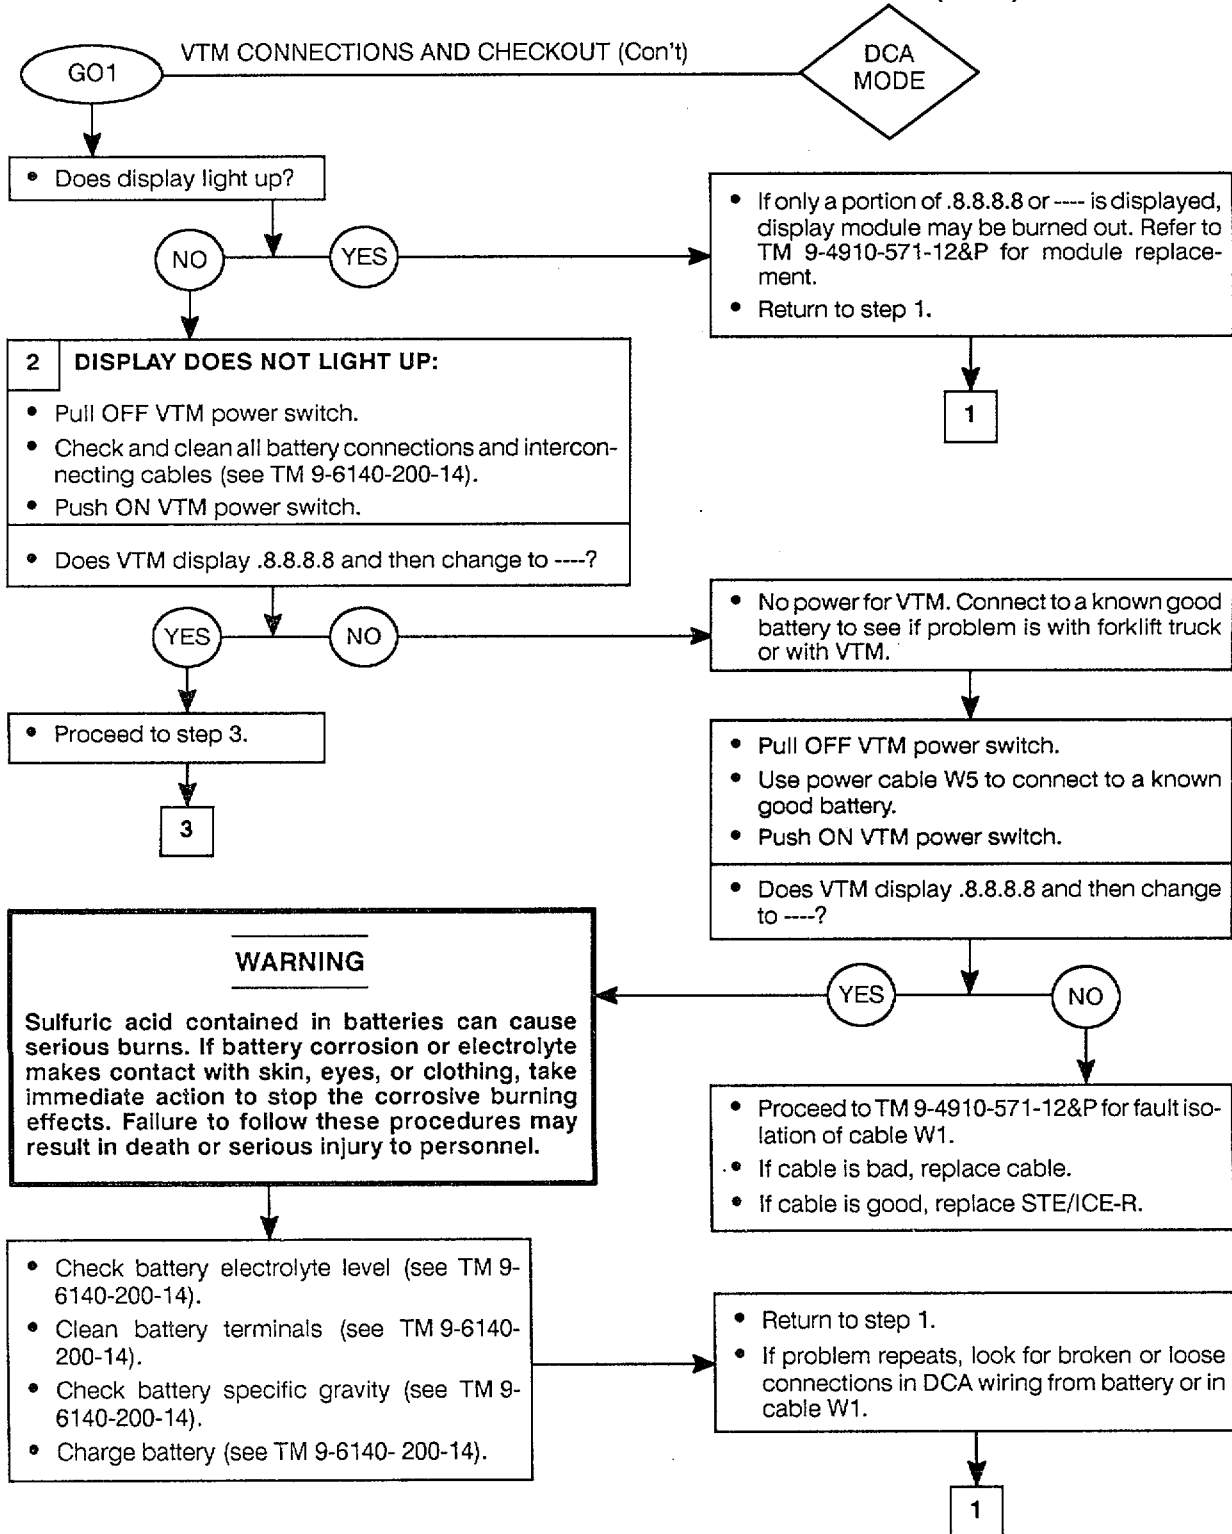 VTM CONNECTIONS AND CHECKOUT (Con't)
GO1
DCA
MODE
• Does display light up?
NO
YES
• If only a portion of .8.8.8.8 or ---- is displayed,
display module may be burned out. Refer to
TM 9-4910-571-12&P for module replace-
ment.
• Return to step 1.
1
2 DISPLAY DOES NOT LIGHT UP:
• Pull OFF VTM power switch.
• Check and clean all battery connections and intercon-
necting cables (see TM 9-6140-200-14).
• Push ON VTM power switch.
• Does VTM display .8.8.8.8 and then change to ----?
YES
NO
• No power for VTM. Connect to a known good
battery to see if problem is with forklift truck
or with VTM.
• Proceed to step 3.
3
• Pull OFF VTM power switch.
• Use power cable W5 to connect to a known
good battery.
• Push ON VTM power switch.
• Does VTM display .8.8.8.8 and then change
to ----?
YES
NO
WARNING
Sulfuric acid contained in batteries can cause
serious burns. If battery corrosion or electrolyte
makes contact with skin, eyes, or clothing, take
immediate action to stop the corrosive burning
effects. Failure to follow these procedures may
result in death or serious injury to personnel.
• Proceed to TM 9-4910-571-12&P for fault iso-
lation of cable W1.
• If cable is bad, replace cable.
• If cable is good, replace STE/ICE-R.
• Check battery electrolyte level (see TM 9-
6140-200-14).
• Clean battery terminals (see TM 9-6140-
200-14).
• Check battery specific gravity (see TM 9-
6140-200-14).
• Charge battery (see TM 9-6140- 200-14).
• Return to step 1.
• If problem repeats, look for broken or loose
connections in DCA wiring from battery or in
cable W1.
1